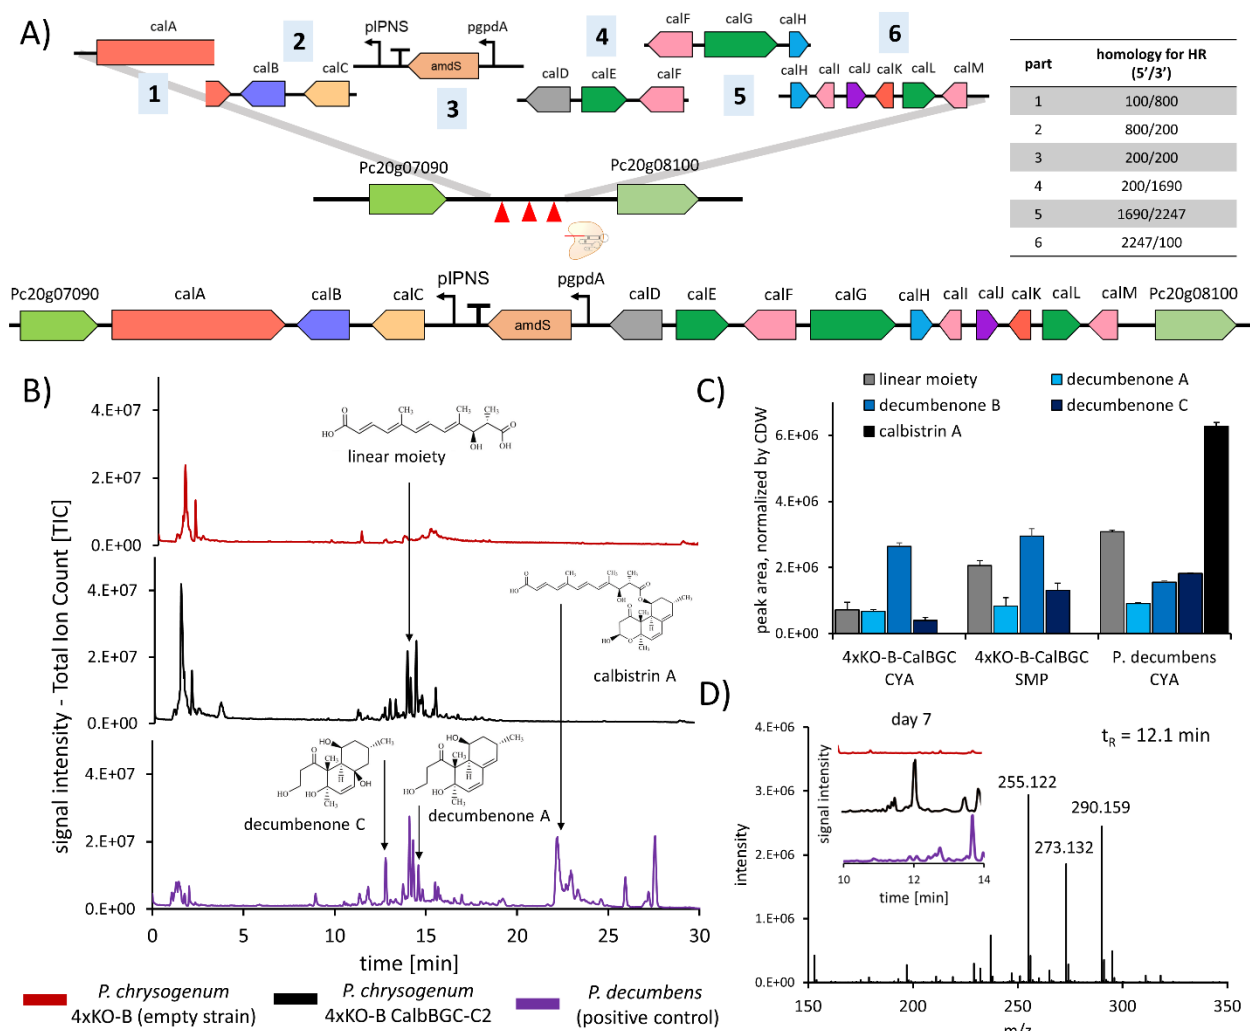 A)
calA
calB
calC
1
2
pIPNS
pgpdA
amdS
3
4
calF
calG
calH
calD
calE
calF
5
6
calH
calI
calJ
calK
calL
calM
part
homology for HR
(5'/3')
1
100/800
2
800/200
3
200/200
4
200/1690
5
1690/2247
6
2247/100
Pc20g07090
Pc20g08100
Pc20g07090
calA
calB
calC
pIPNS
amdS
pgpdA
calD
calE
calF
calG
calH
calI
calJ
calK
calL
calM
Pc20g08100
B)
signal intensity - Total Ion Count [TIC]
4.E+07
2.E+07
0.E+00
4.E+07
2.E+07
0.E+00
4.E+07
2.E+07
0.E+00
linear moiety
calbistrin A
decumbenone C
decumbenone A
0
5
10
15
20
25
30
time [min]
P. chrysogenum
4xKO-B (empty strain)
P. chrysogenum
4xKO-B CalbBGC-C2
P. decumbens
(positive control)
C)
linear moiety
decumbenone A
decumbenone B
decumbenone C
calbistrin A
peak area, normalized by CDW
6.E+06
4.E+06
2.E+06
0.E+00
4xKO-B-CalBGC
CYA
4xKO-B-CalBGC
SMP
P. decumbens
CYA
D)
day 7
tR = 12.1 min
intensity
4.E+06
3.E+06
2.E+06
1.E+06
0.E+00
signal intensity
10
12
14
time [min]
255.122
273.132
290.159
150
200
250
300
350
m/z